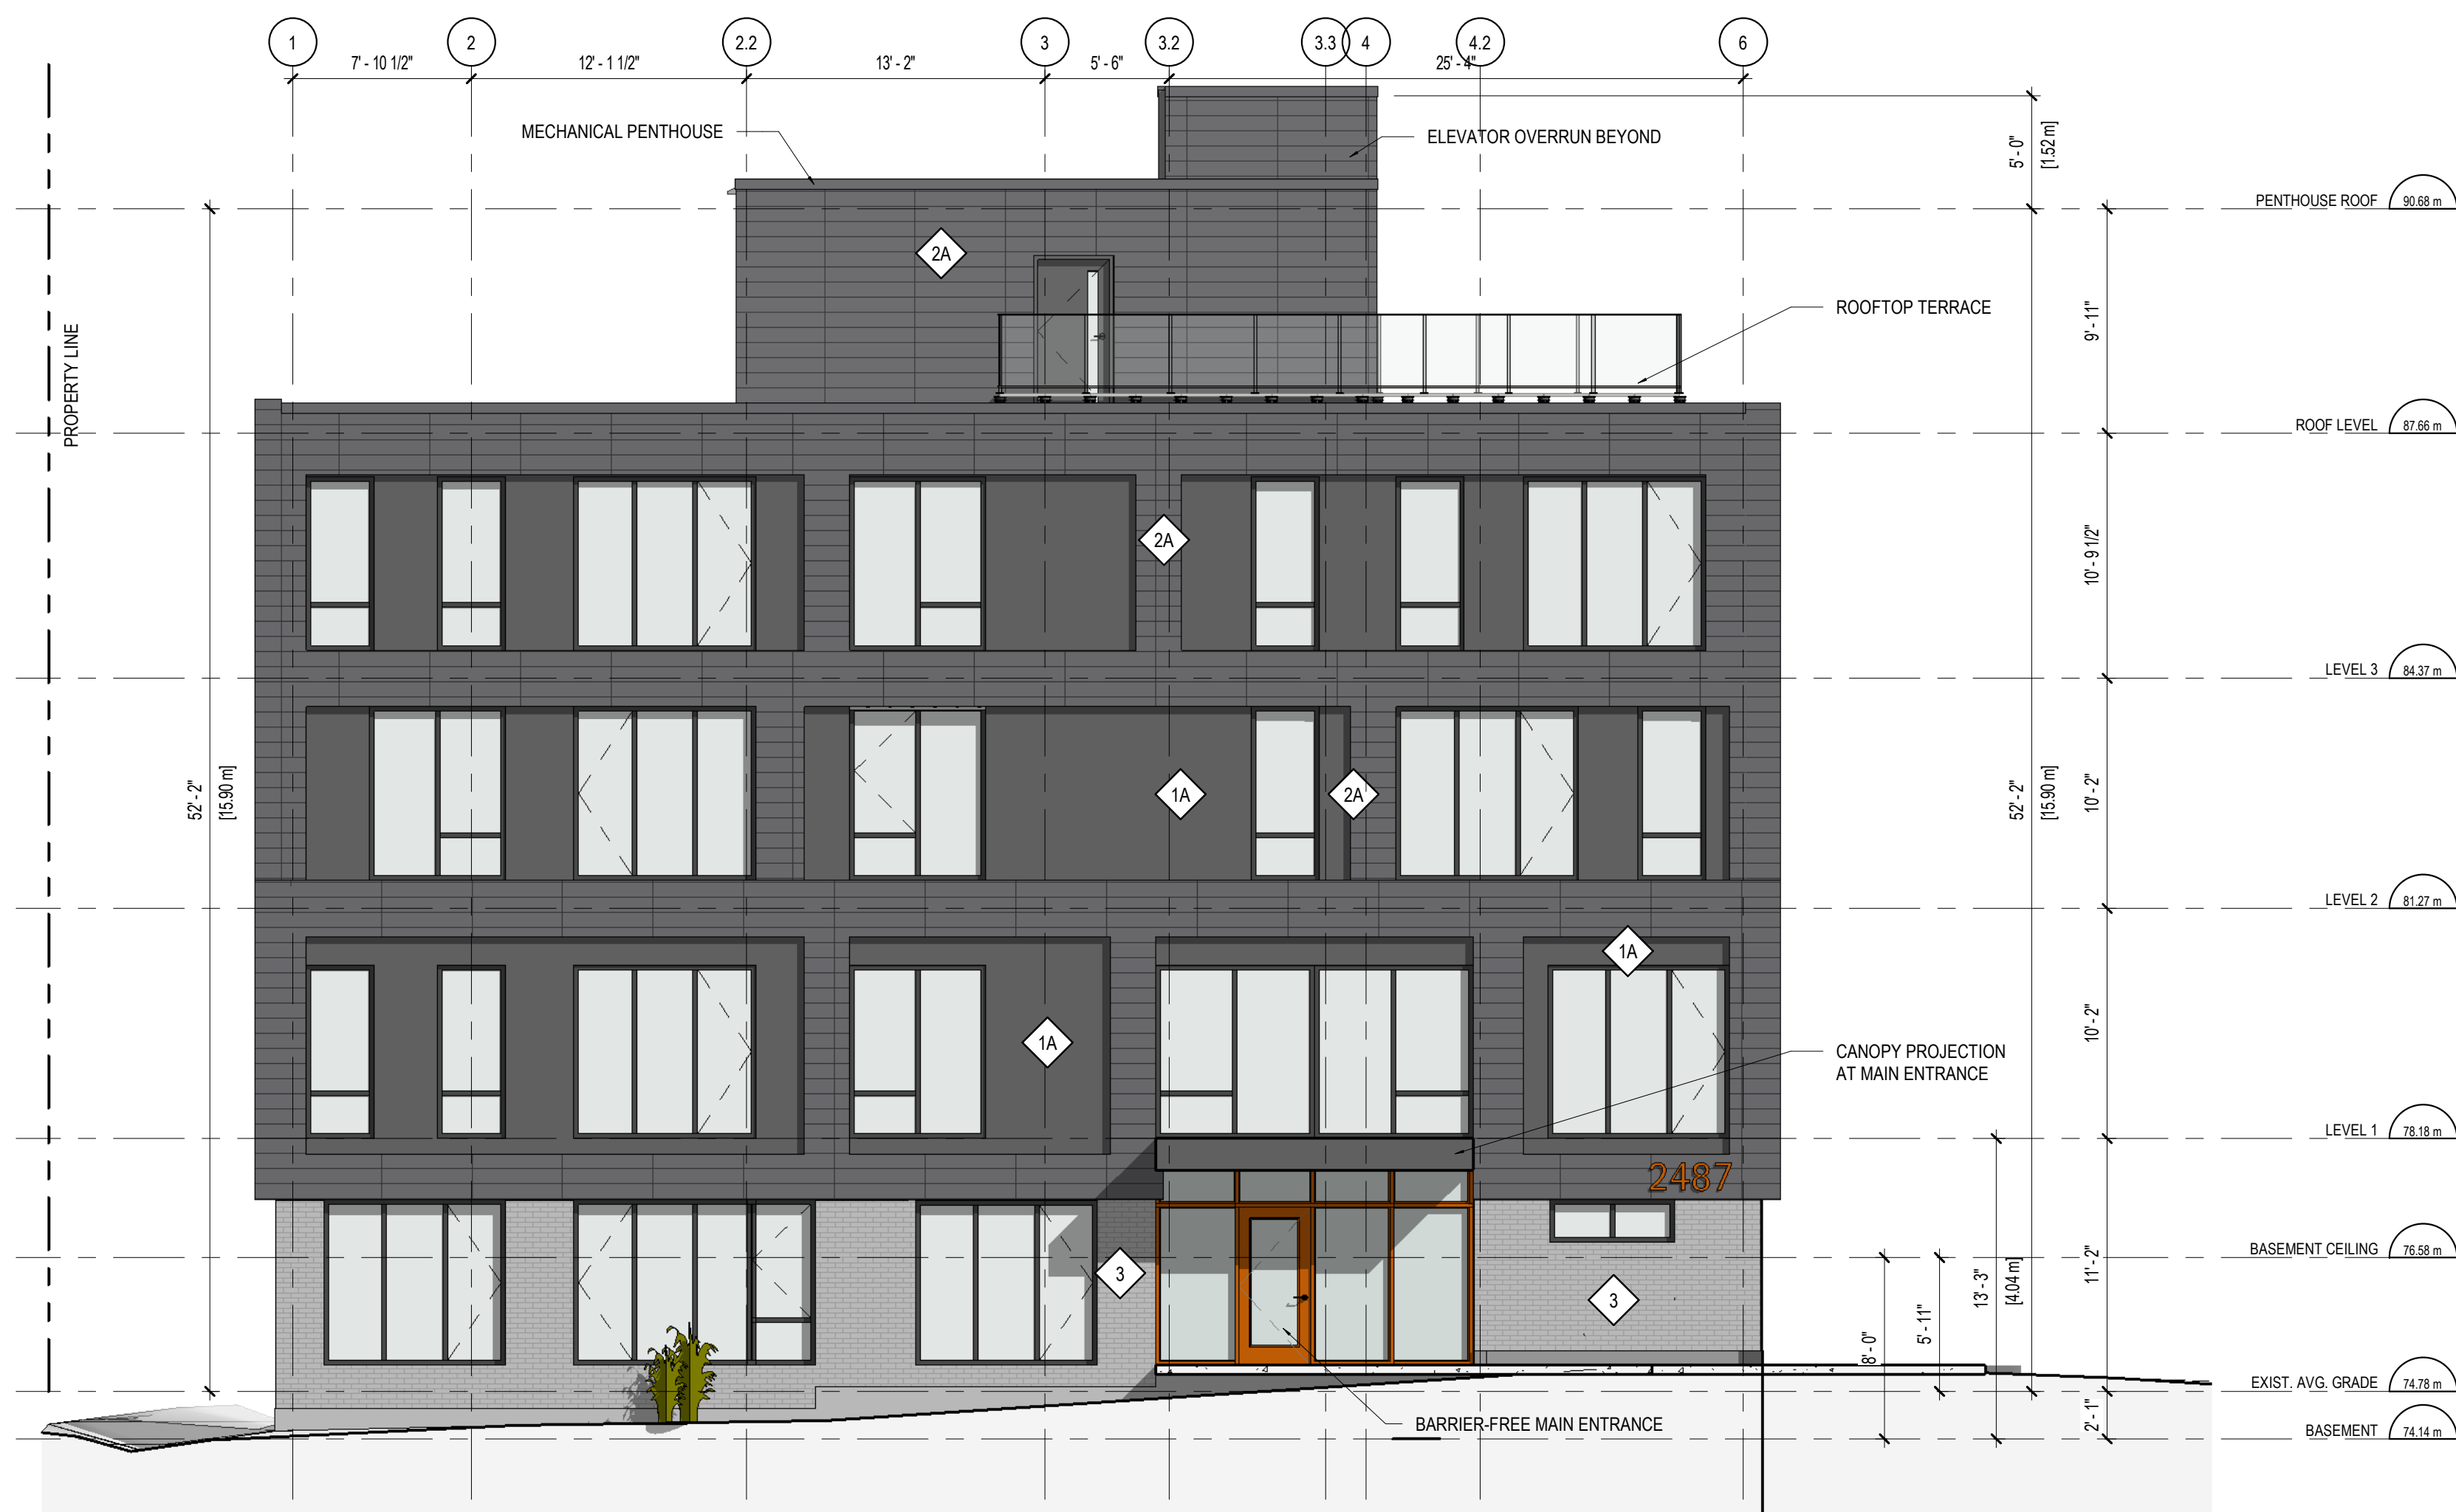 1
2
2.2
3
3.2
3.3
4
4.2
6
7' - 10 1/2"
12' - 1 1/2"
13' - 2"
5' - 6"
25' - 4"
MECHANICAL PENTHOUSE
ELEVATOR OVERRUN BEYOND
5' - 0"
[1.52 m]
PENTHOUSE ROOF
90.68 m
2A
ROOFTOP TERRACE
9' - 11"
PROPERTY LINE
ROOF LEVEL
87.66 m
2A
10' - 9 1/2"
LEVEL 3
84.37 m
52' - 2"
[15.90 m]
1A
2A
52' - 2"
[15.90 m]
10' - 2"
LEVEL 2
81.27 m
1A
1A
10' - 2"
CANOPY PROJECTION
AT MAIN ENTRANCE
LEVEL 1
78.18 m
2487
BASEMENT CEILING
76.58 m
3
3
8' - 0"
5' - 11"
13' - 3"
[4.04 m]
11' - 2"
EXIST. AVG. GRADE
74.78 m
BARRIER-FREE MAIN ENTRANCE
2' - 1"
BASEMENT
74.14 m